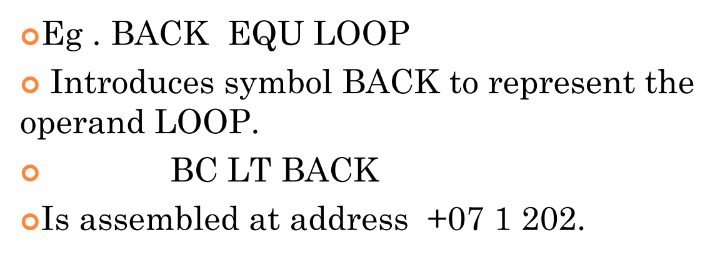 Eg . BACK  EQU LOOP
Introduces symbol BACK to represent the
operand LOOP.
BC LT BACK
Is assembled at address  +07 1 202.